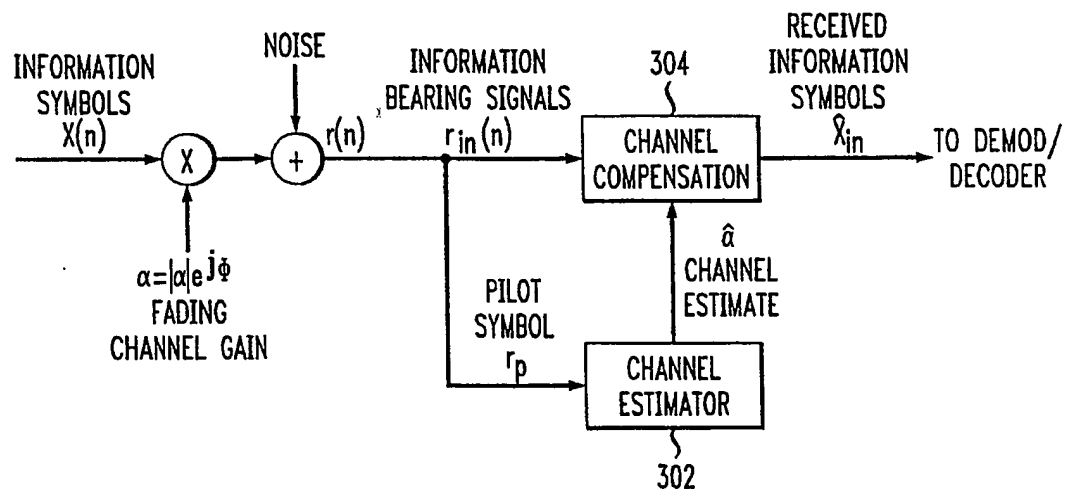 INFORMATION
SYMBOLS
X(n)
X
α=|α|e^jΦ
FADING
CHANNEL GAIN
NOISE
+
r(n)
INFORMATION
BEARING SIGNALS
r_in(n)
PILOT
SYMBOL
r_p
304
CHANNEL
COMPENSATION
α̂
CHANNEL
ESTIMATE
CHANNEL
ESTIMATOR
302
RECEIVED
INFORMATION
SYMBOLS
X̂_in
TO DEMOD/
DECODER